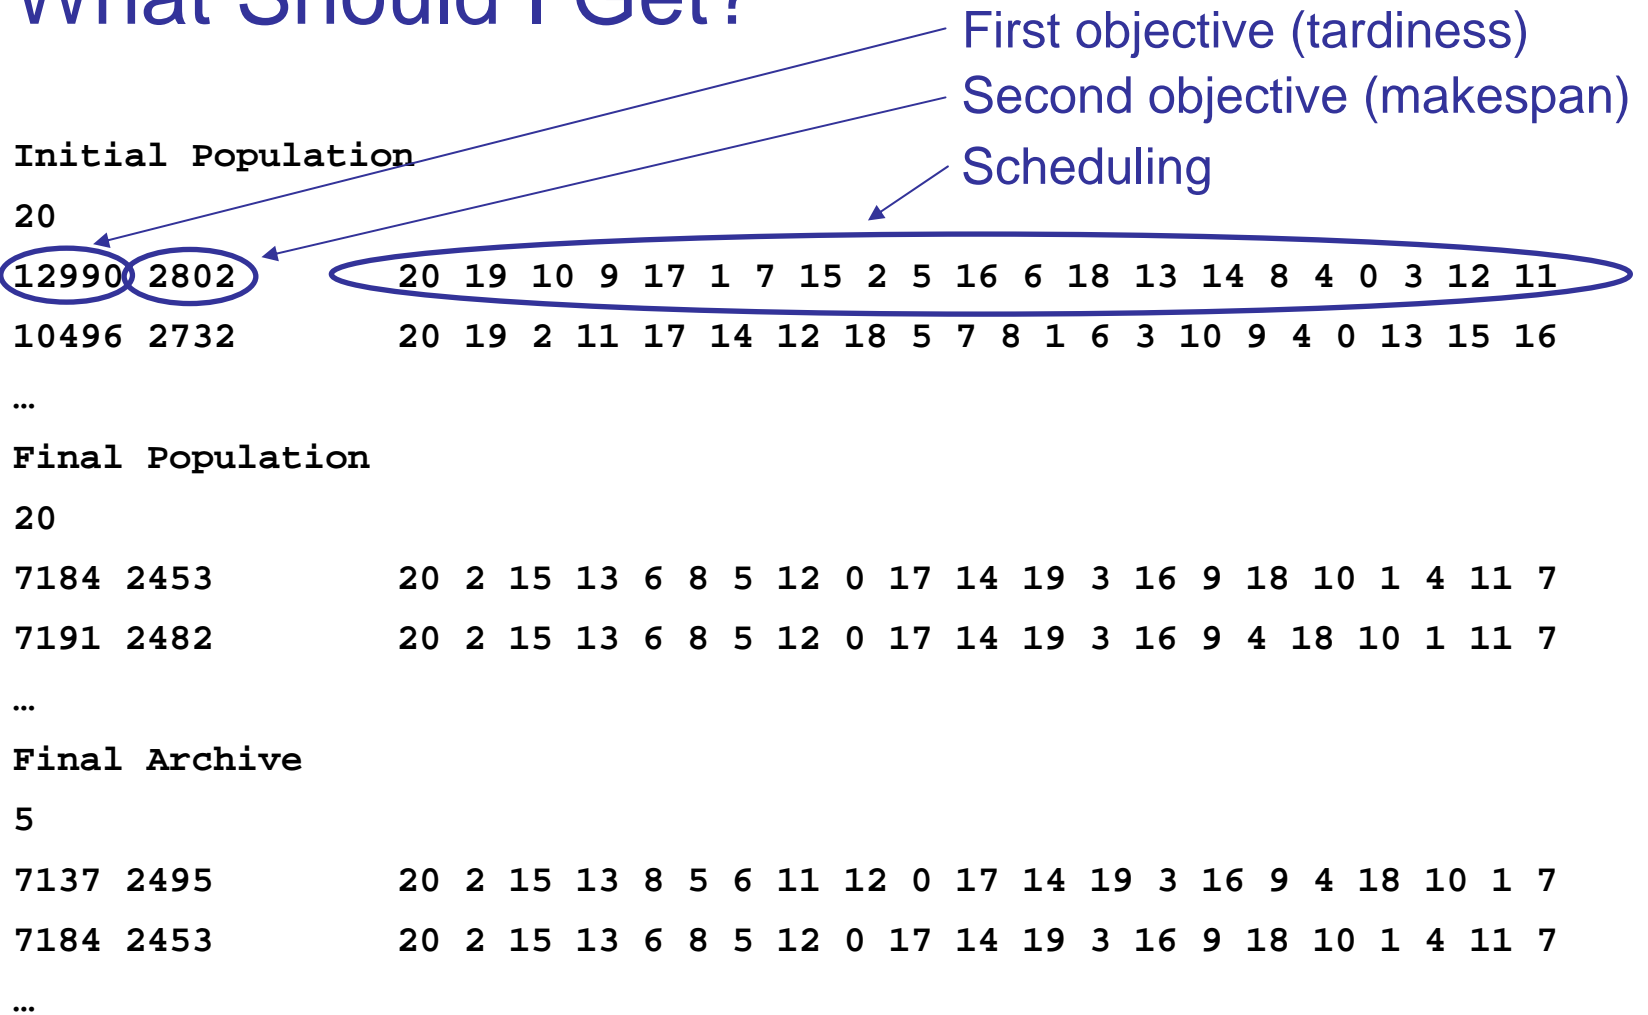 What Should I Get?
First objective (tardiness)
Second objective (makespan)
Scheduling
Initial Population
20
12990 2802 20 19 10 9 17 1 7 15 2 5 16 6 18 13 14 8 4 0 3 12 11
10496 2732 20 19 2 11 17 14 12 18 5 7 8 1 6 3 10 9 4 0 13 15 16
…
Final Population
20
7184 2453 20 2 15 13 6 8 5 12 0 17 14 19 3 16 9 18 10 1 4 11 7
7191 2482 20 2 15 13 6 8 5 12 0 17 14 19 3 16 9 4 18 10 1 11 7
…
Final Archive
5
7137 2495 20 2 15 13 8 5 6 11 12 0 17 14 19 3 16 9 4 18 10 1 7
7184 2453 20 2 15 13 6 8 5 12 0 17 14 19 3 16 9 18 10 1 4 11 7
…